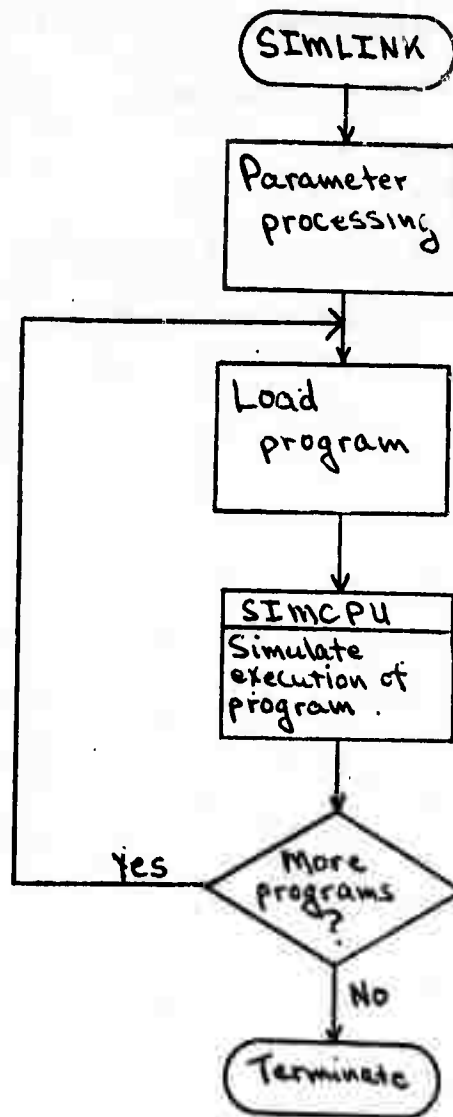 SIMLINK
Parameter
processing
Load
program
SIMCPU
Simulate
execution of
program.
Yes
More
programs
?
No
Terminate